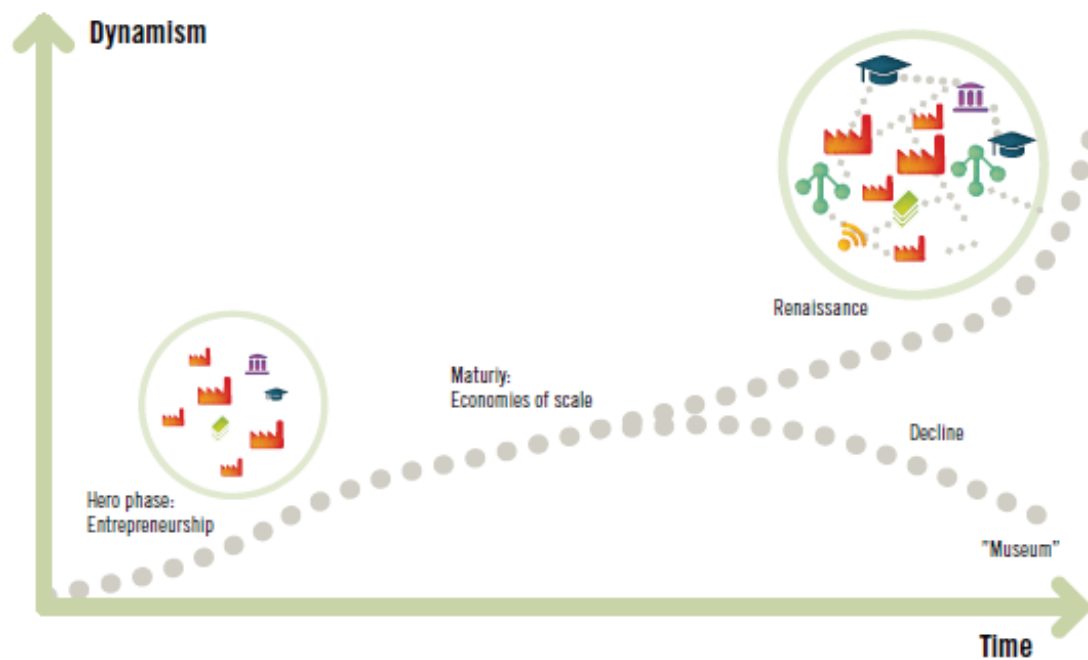 Dynamism
Renaissance
Maturiy:
Economies of scale
Decline
Hero phase:
Entrepreneurship
"Museum"
Time